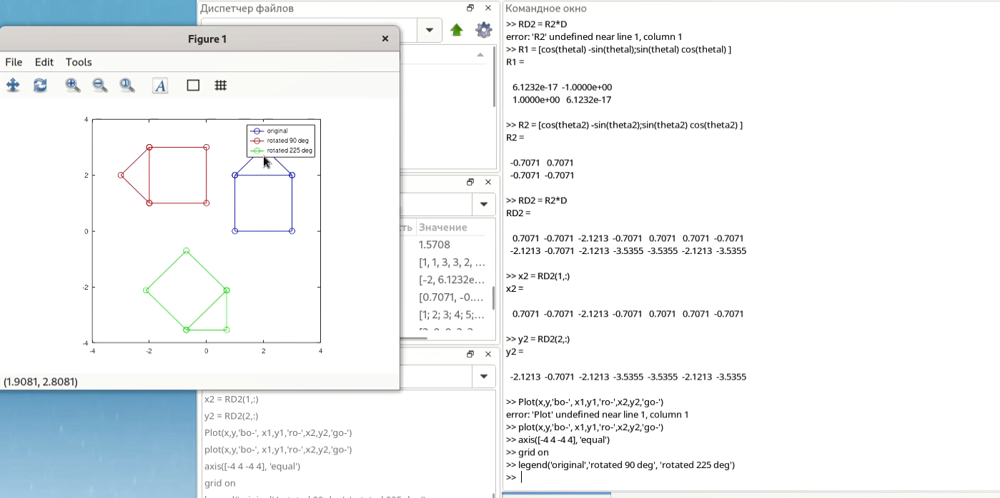 Диспетчер файлов
Figure 1
File Edit Tools
A
4
2
0
-2
-4
-4 -2 0 2 4
original
rotated 90 deg
rotated 225 deg
(1.9081, 2.8081)
Значение
1.5708
[1, 1, 3, 3, 2, ...
[-2, 6.1232e...
[0.7071, -0....
[1; 2; 3; 4; 5;...
x2 = RD2(1,:)
y2 = RD2(2,:)
Plot(x,y,'bo-', x1,y1,'ro-',x2,y2,'go-')
plot(x,y,'bo-', x1,y1,'ro-',x2,y2,'go-')
axis([-4 4 -4 4], 'equal')
grid on
Командное окно
>> RD2 = R2*D
error: 'R2' undefined near line 1, column 1
>> R1 = [cos(thetal) -sin(thetal);sin(thetal) cos(thetal) ]
R1 =
6.1232e-17 -1.0000e+00
1.0000e+00 6.1232e-17
>> R2 = [cos(theta2) -sin(theta2);sin(theta2) cos(theta2) ]
R2 =
-0.7071 0.7071
-0.7071 -0.7071
>> RD2 = R2*D
RD2 =
0.7071 -0.7071 -2.1213 -0.7071 0.7071 0.7071 -0.7071
-2.1213 -0.7071 -2.1213 -3.5355 -3.5355 -2.1213 -3.5355
>> x2 = RD2(1,:)
x2 =
0.7071 -0.7071 -2.1213 -0.7071 0.7071 0.7071 -0.7071
>> y2 = RD2(2,:)
y2 =
-2.1213 -0.7071 -2.1213 -3.5355 -3.5355 -2.1213 -3.5355
>> Plot(x,y,'bo-', x1,y1,'ro-',x2,y2,'go-')
error: 'Plot' undefined near line 1, column 1
>> plot(x,y,'bo-', x1,y1,'ro-',x2,y2,'go-')
>> axis([-4 4 -4 4], 'equal')
>> grid on
>> legend('original','rotated 90 deg', 'rotated 225 deg')
>>